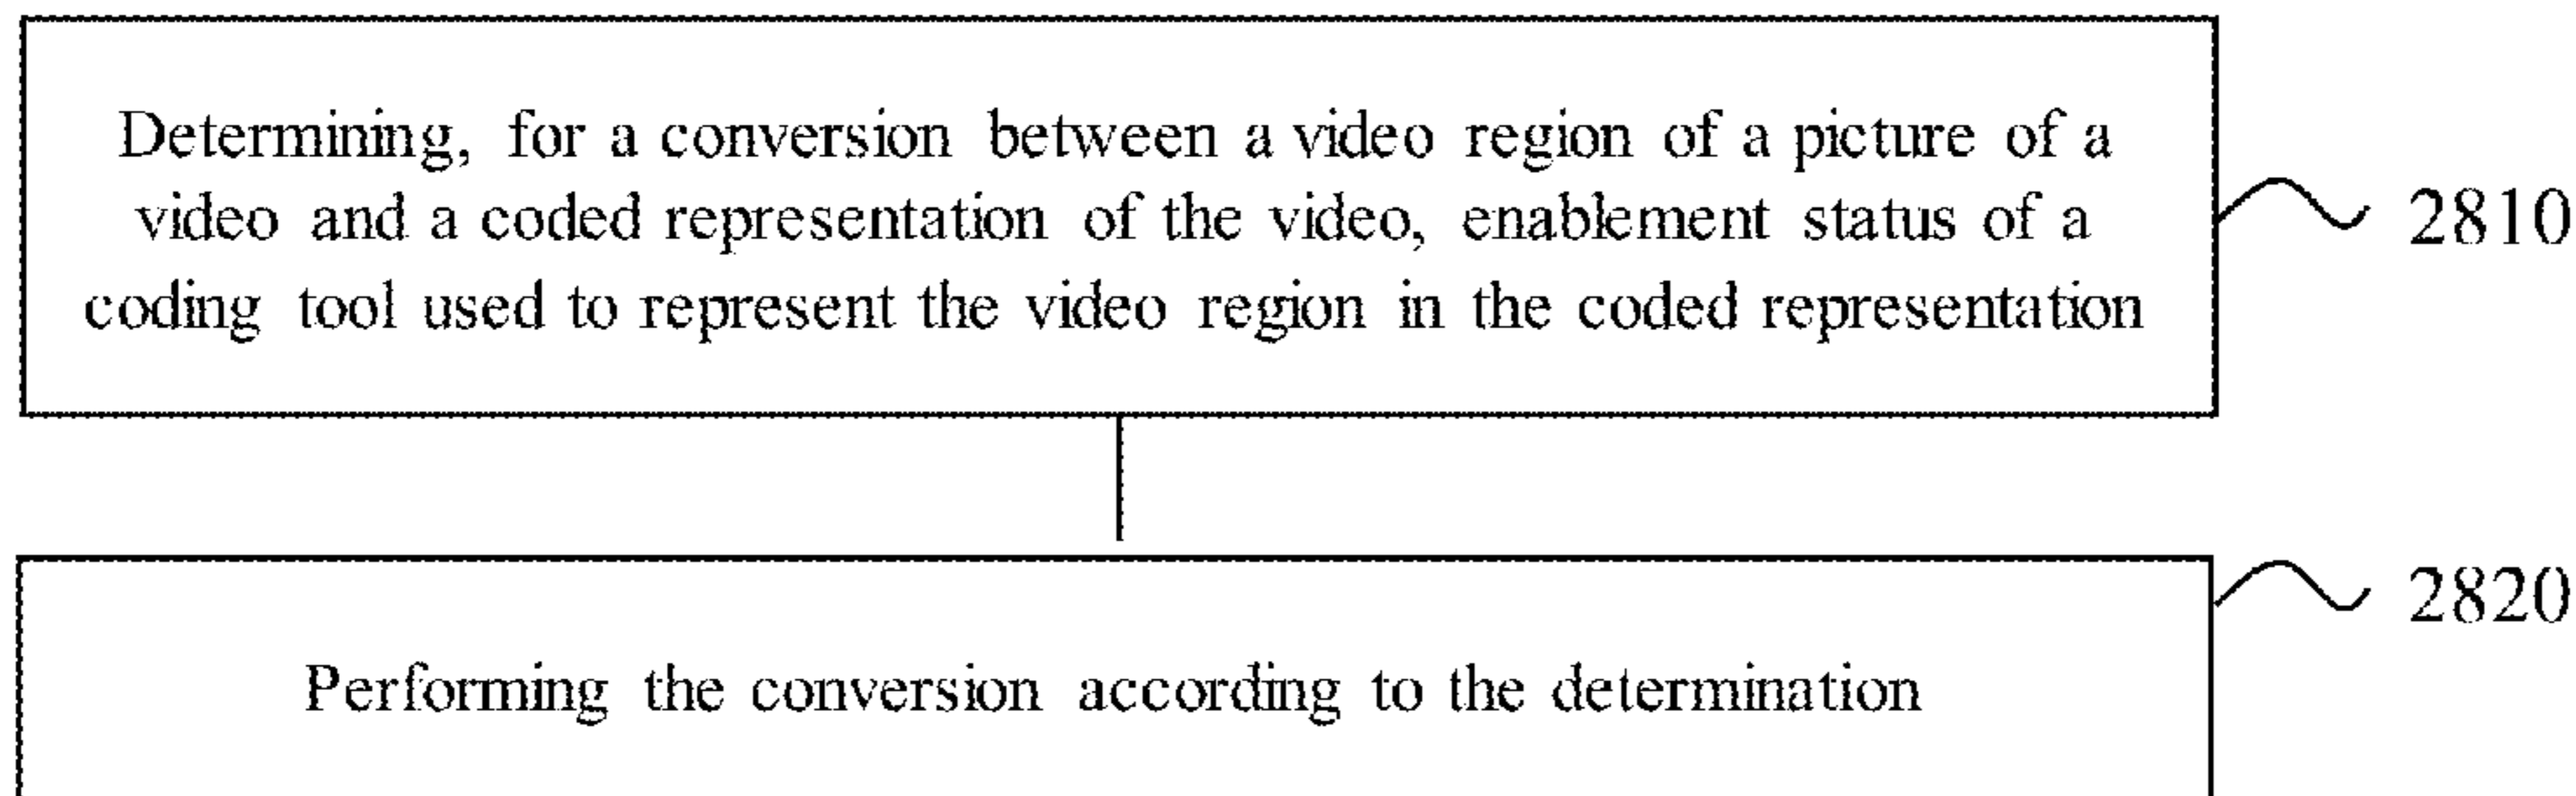 Determining, for a conversion between a video region of a picture of a
video and a coded representation of the video, enablement status of a
coding tool used to represent the video region in the coded representation
2810
Performing the conversion according to the determination
2820